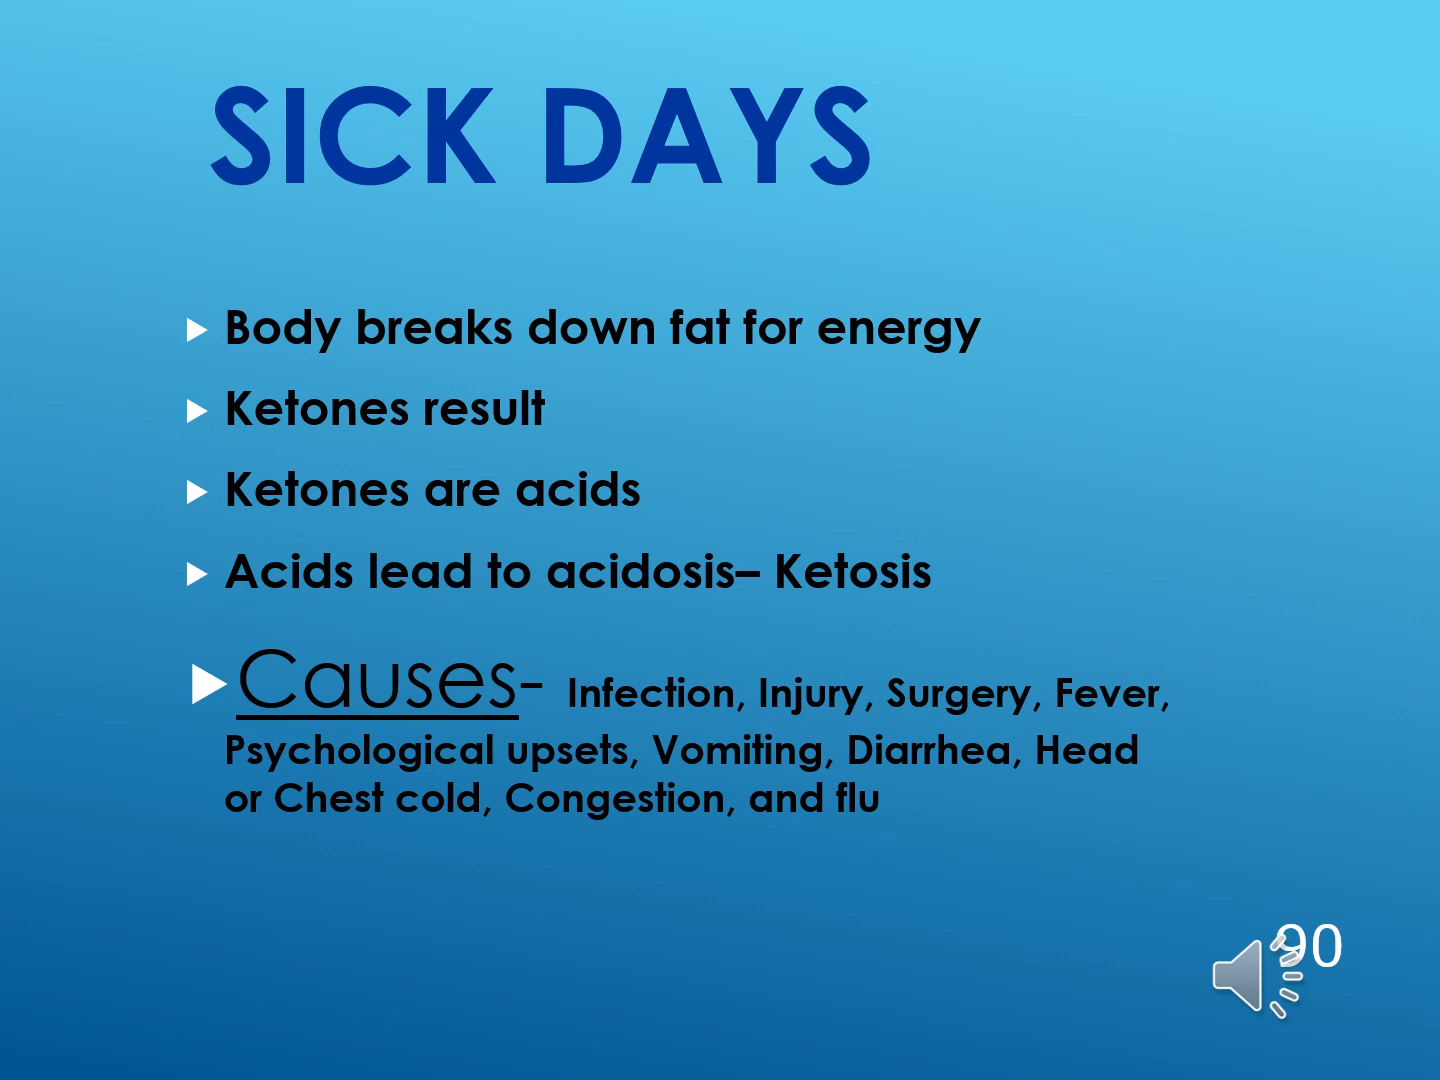 SICK DAYS
Body breaks down fat for energy
Ketones result
Ketones are acids
Acids lead to acidosis– Ketosis
Causes- Infection, Injury, Surgery, Fever,
Psychological upsets, Vomiting, Diarrhea, Head
or Chest cold, Congestion, and flu
90